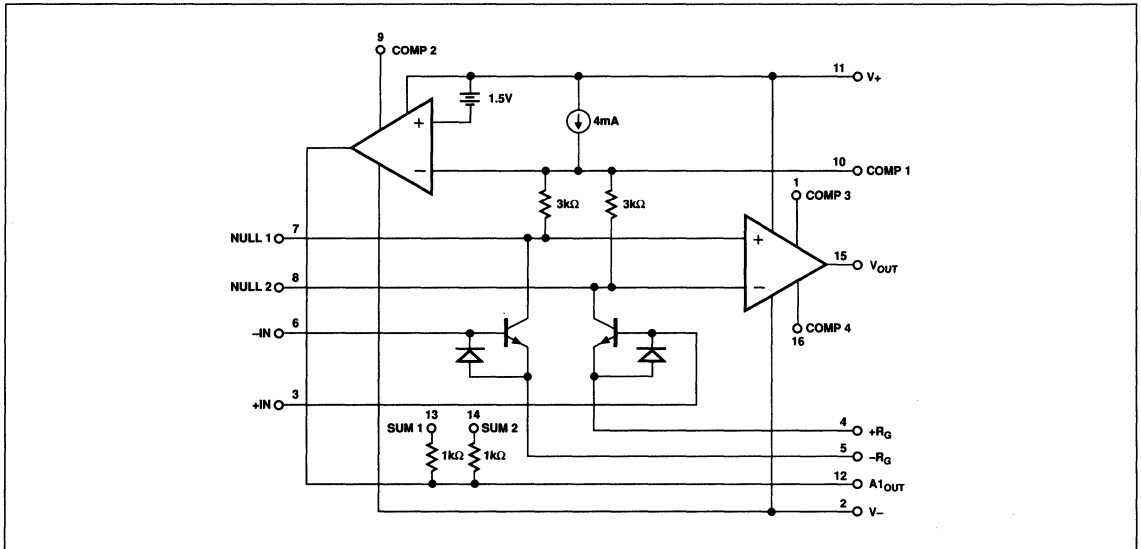 9
COMP 2
11
V+
1.5V
+
4mA
−
10
COMP 1
3kΩ
3kΩ
1
COMP 3
NULL 1
7
+
15
VOUT
NULL 2
8
−
−IN
6
COMP 4
16
+IN
3
13
14
SUM 1
SUM 2
4
+RG
1kΩ
1kΩ
5
−RG
12
A1OUT
2
V−